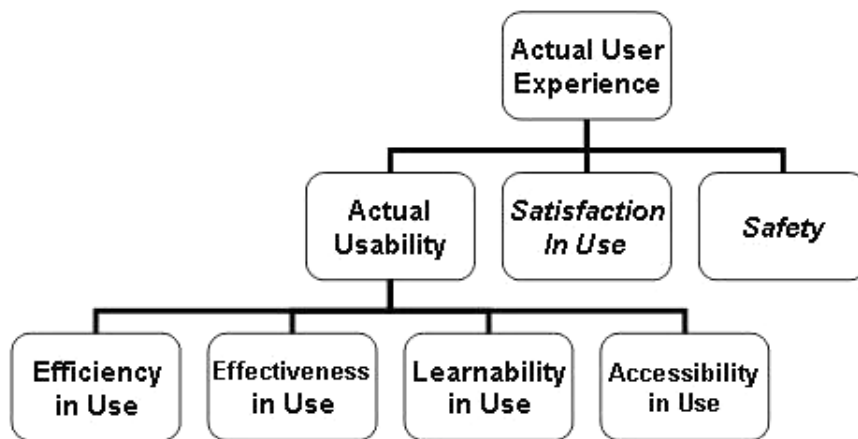 Actual User
Experience
Actual
Usability
Satisfaction
In Use
Safety
Efficiency
in Use
Effectiveness
in Use
Learnability
in Use
Accessibility
in Use